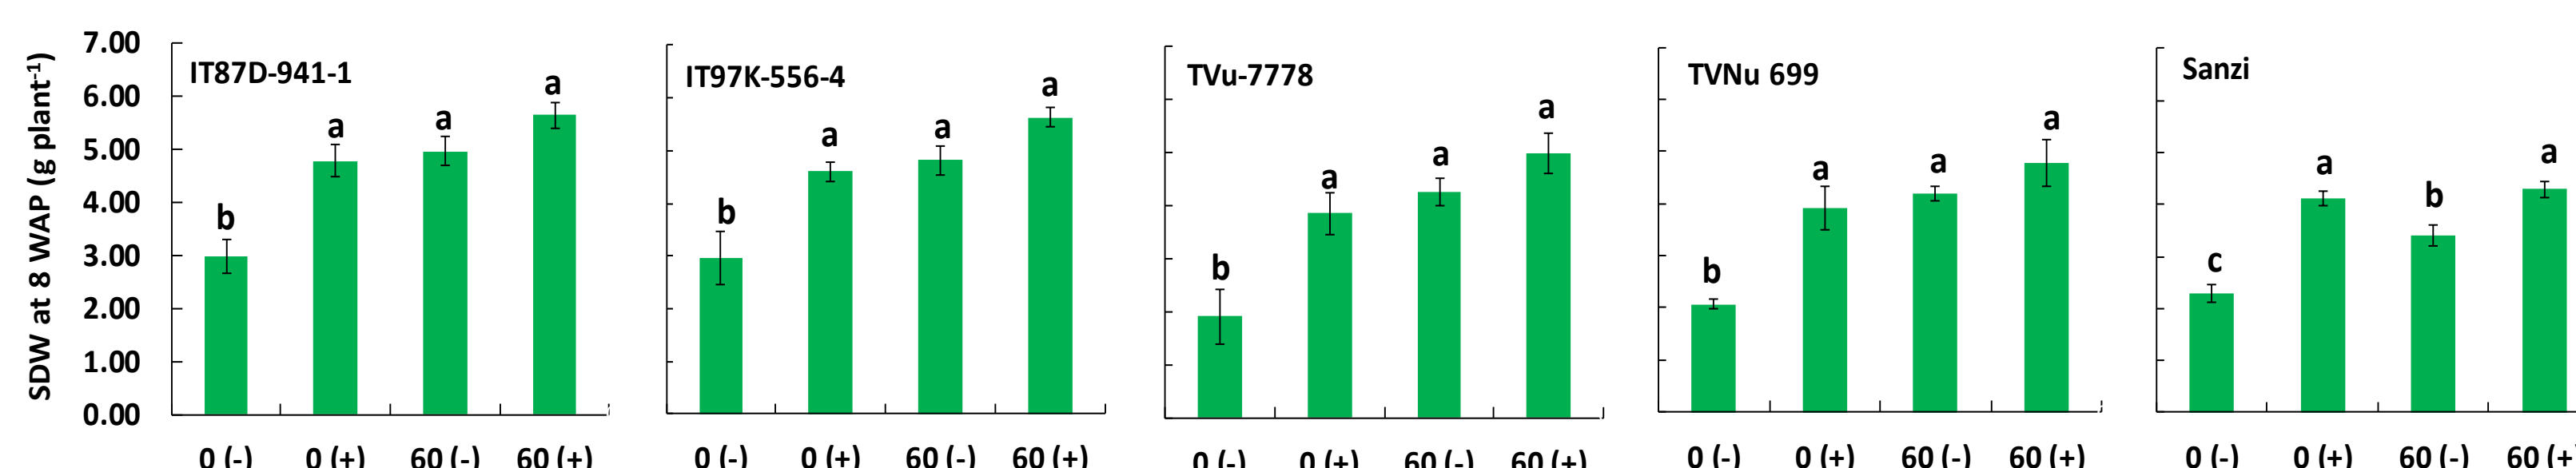 SDW at 8 WAP (g plant-1)
7.00
6.00
5.00
4.00
3.00
2.00
1.00
0.00
IT87D-941-1
b
a
a
a
0 (-) 0 (+) 60 (-) 60 (+)
IT97K-556-4
b
a
a
a
0 (-) 0 (+) 60 (-) 60 (+)
TVu-7778
b
a
a
a
0 (-) 0 (+) 60 (-) 60 (+)
TVNu 699
b
a
a
a
0 (-) 0 (+) 60 (-) 60 (+)
Sanzi
c
a
b
a
0 (-) 0 (+) 60 (-) 60 (+